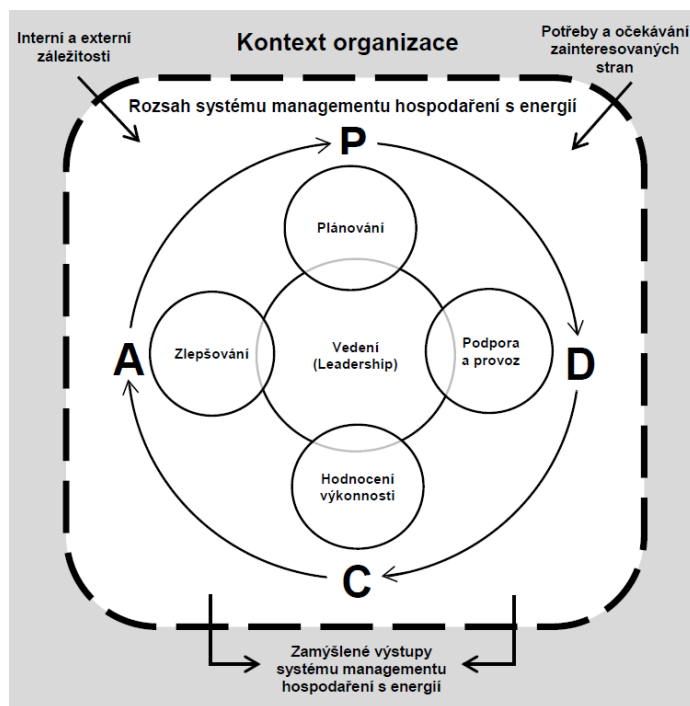 Interní a externí
záležitosti
Kontext organizace
Potřeby a očekávání
zainteresovaných
stran
Rozsah systému managementu hospodaření s energií
P
Plánování
A
Zlepšování
Vedení
(Leadership)
Podpora
a provoz
D
Hodnocení
výkonnosti
C
Zamýšlené výstupy
systému managementu
hospodaření s energií